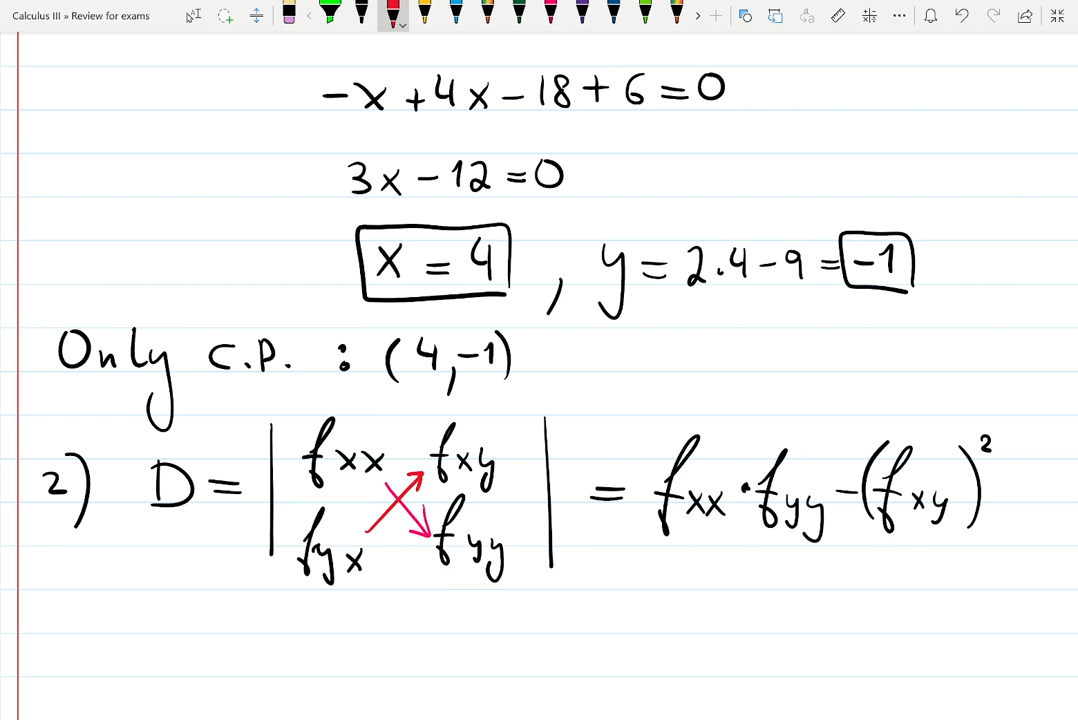 Calculus III » Review for exams
-x + 4x - 18 + 6 = 0
3x - 12 = 0
x = 4 , y = 2 · 4 - 9 = -1
Only C.P. : (4, -1)
2) D = | fxx fxy | = fxx · fyy - (fxy)²
fyx fyy